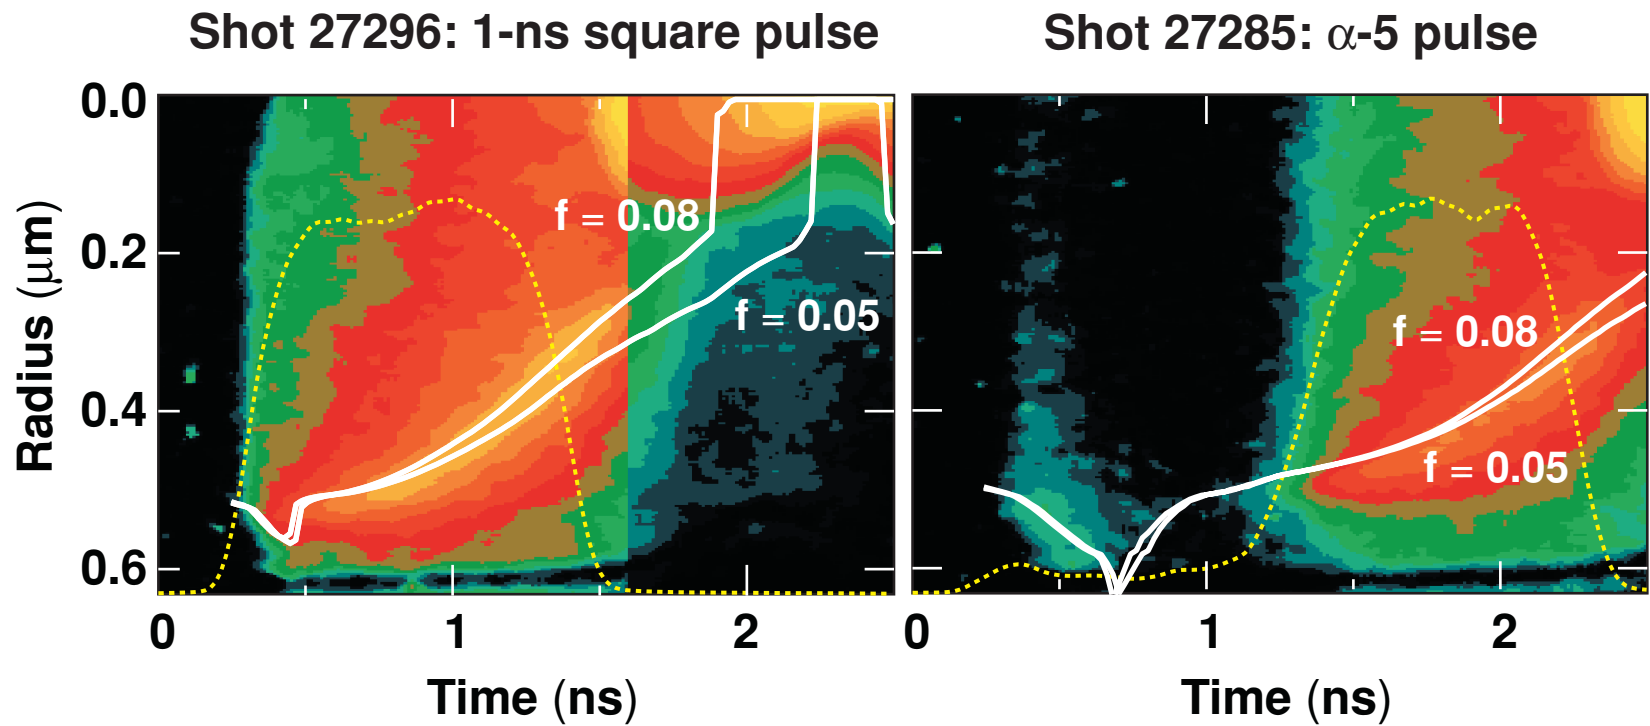 Shot 27296: 1-ns square pulse
Shot 27285: α-5 pulse
Radius (μm)
0.0
0.2
0.4
0.6
f = 0.08
f = 0.05
f = 0.08
f = 0.05
0 1 2
0 1 2
Time (ns)
Time (ns)